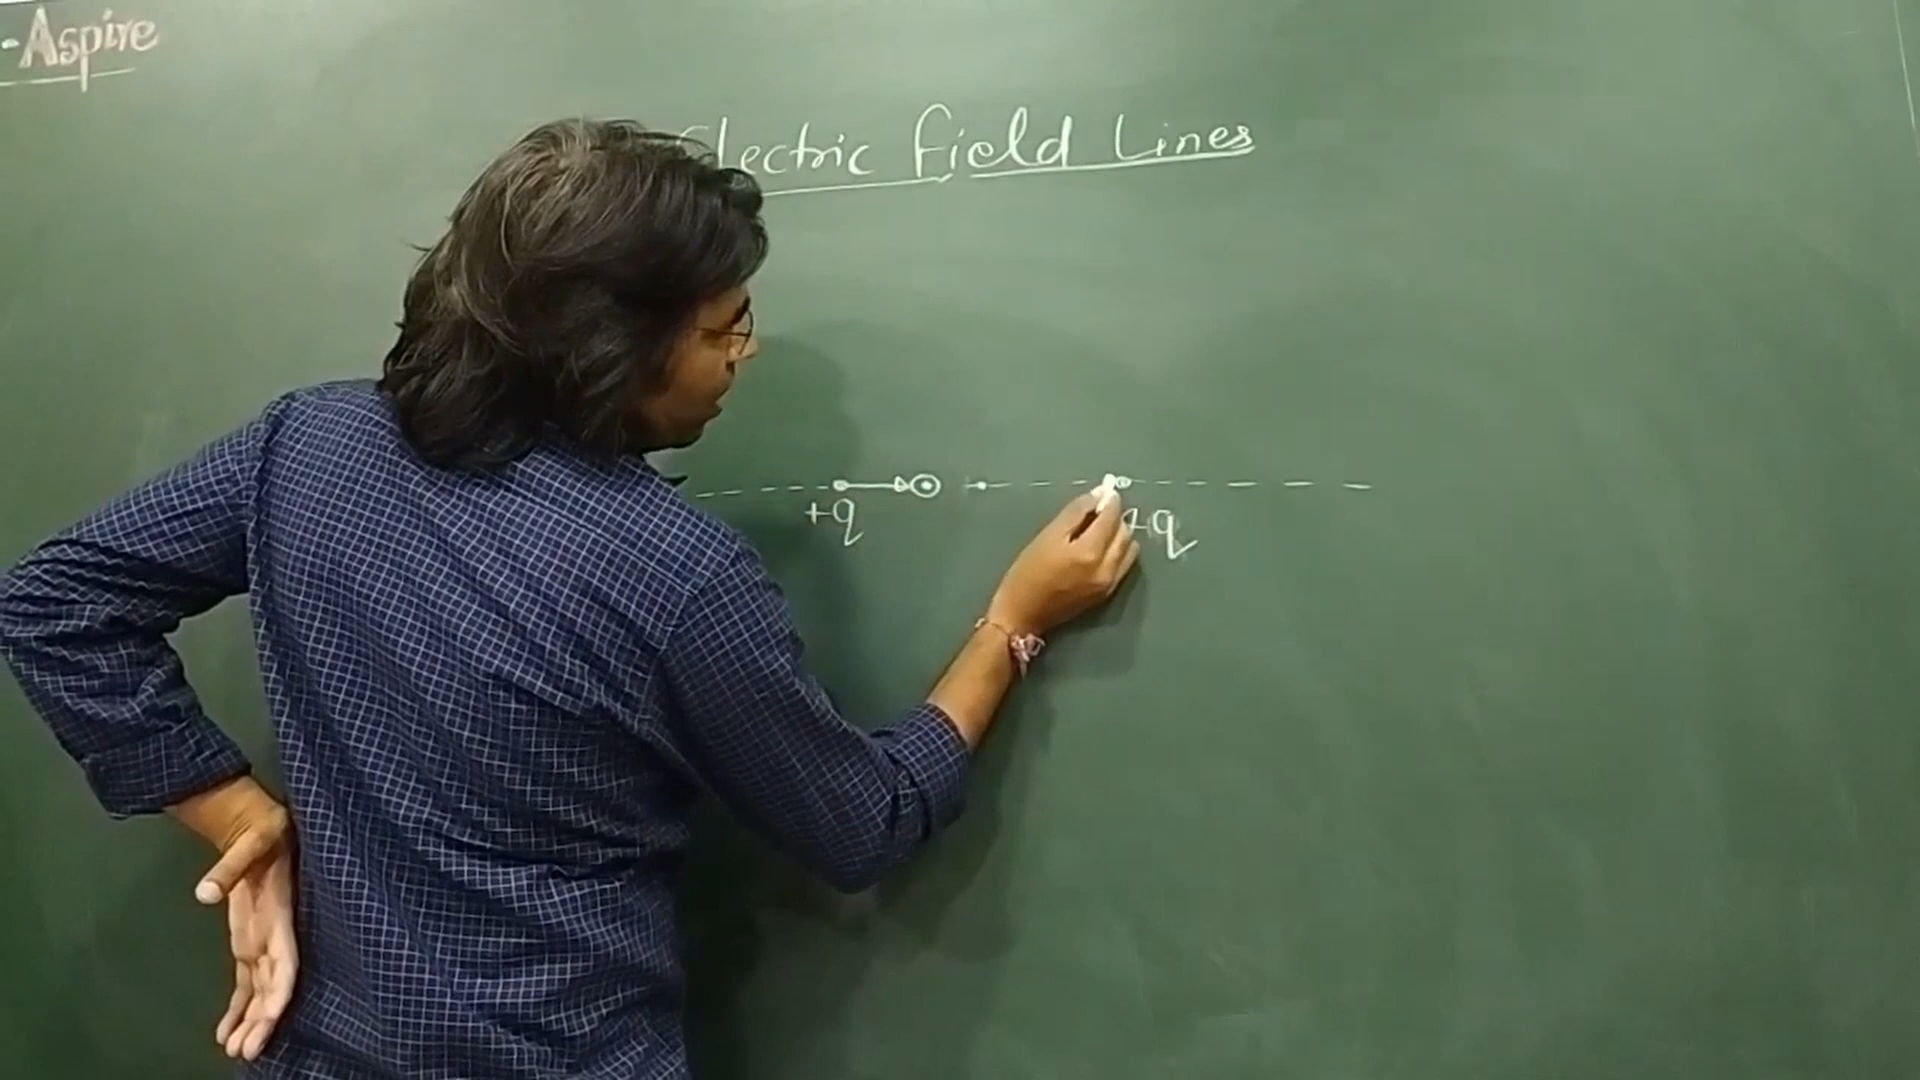 -Aspire
Electric Field Lines
+q
+q